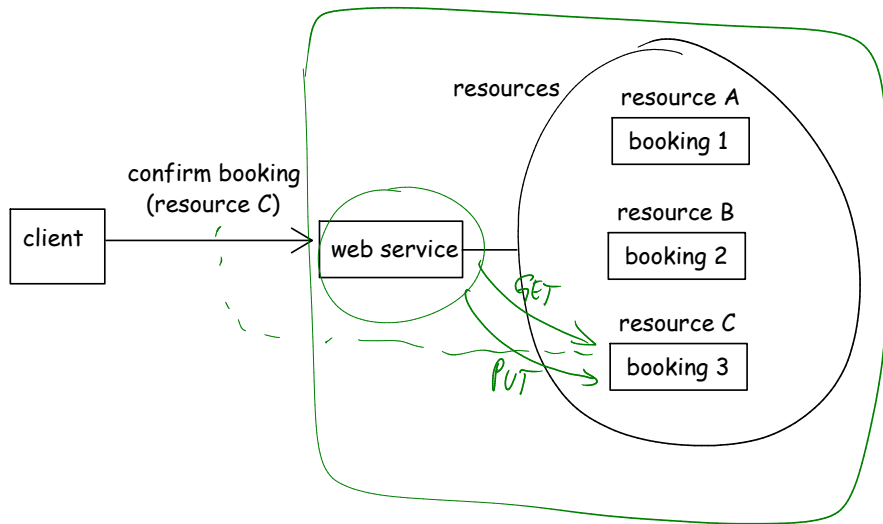 resources
resource A
booking 1
confirm booking
(resource C)
client
web service
resource B
booking 2
GET
resource C
booking 3
PUT